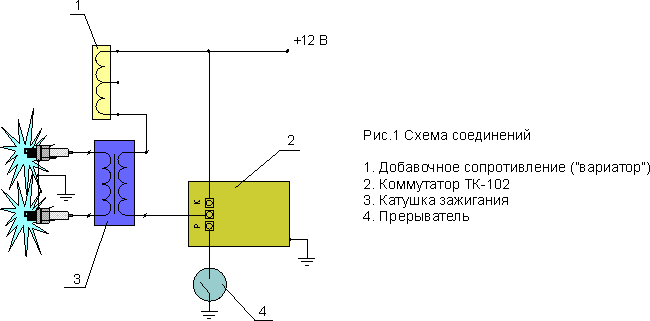 1
+12 В
2
Рис.1 Схема соединений
1. Добавочное сопротивление ("вариатор")
2. Коммутатор ТК-102
3. Катушка зажигания
4. Прерыватель
К
Р
3
4